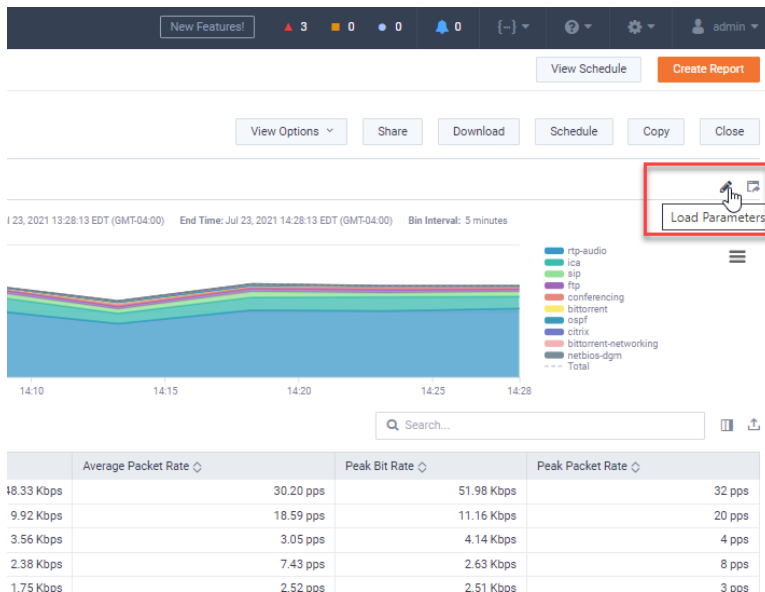 New Features! 3 0 0 0 {--} admin
View Schedule Create Report
View Options Share Download Schedule Copy Close
23, 2021 13:28:13 EDT (GMT-04:00) End Time: Jul 23, 2021 14:28:13 EDT (GMT-04:00) Bin Interval: 5 minutes
Load Parameters
rtp-audio
ica
sip
ftp
conferencing
bittorrent
ospf
citrix
bittorrent-networking
netbios-dgm
Total
14:10 14:15 14:20 14:25 14:28
Search...
Average Packet Rate Peak Bit Rate Peak Packet Rate
48.33 Kbps 30.20 pps 51.98 Kbps 32 pps
9.92 Kbps 18.59 pps 11.16 Kbps 20 pps
3.56 Kbps 3.05 pps 4.14 Kbps 4 pps
2.38 Kbps 7.43 pps 2.63 Kbps 8 pps
1.75 Kbps 2.52 pps 2.51 Kbps 3 pps